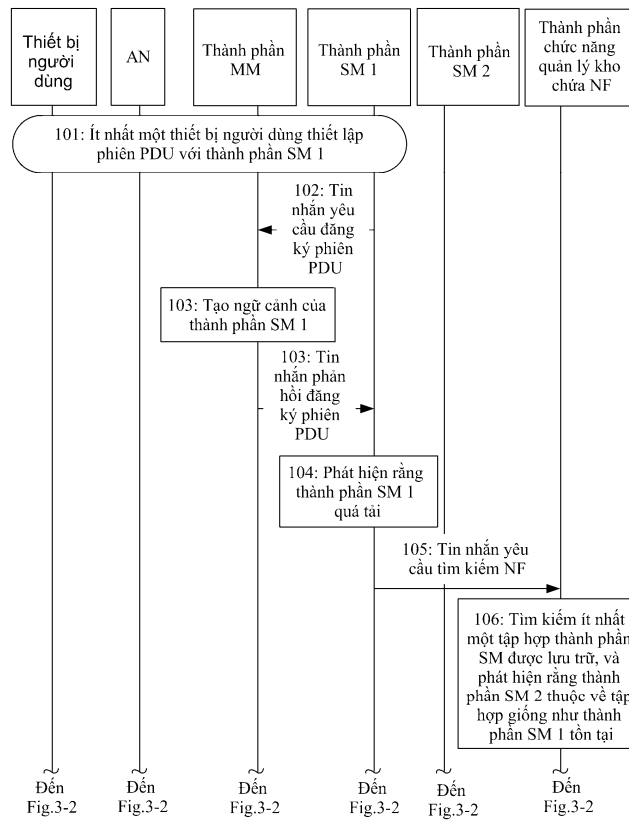 Thiết bị
người
dùng
AN
Thành phần
MM
Thành phần
SM 1
Thành phần
SM 2
Thành phần
chức năng
quản lý kho
chứa NF
101: Ít nhất một thiết bị người dùng thiết lập
phiên PDU với thành phần SM 1
102: Tin
nhắn yêu
cầu đăng
ký phiên
PDU
103: Tạo ngữ cảnh của
thành phần SM 1
103: Tin
nhắn phản
hồi đăng
ký phiên
PDU
104: Phát hiện rằng
thành phần SM 1
quá tải
105: Tin nhắn yêu
cầu tìm kiếm NF
106: Tìm kiếm ít nhất
một tập hợp thành phần
SM được lưu trữ, và
phát hiện rằng thành
phần SM 2 thuộc về tập
hợp giống như thành
phần SM 1 tồn tại
Đến
Fig.3-2
Đến
Fig.3-2
Đến
Fig.3-2
Đến
Fig.3-2
Đến
Fig.3-2
Đến
Fig.3-2